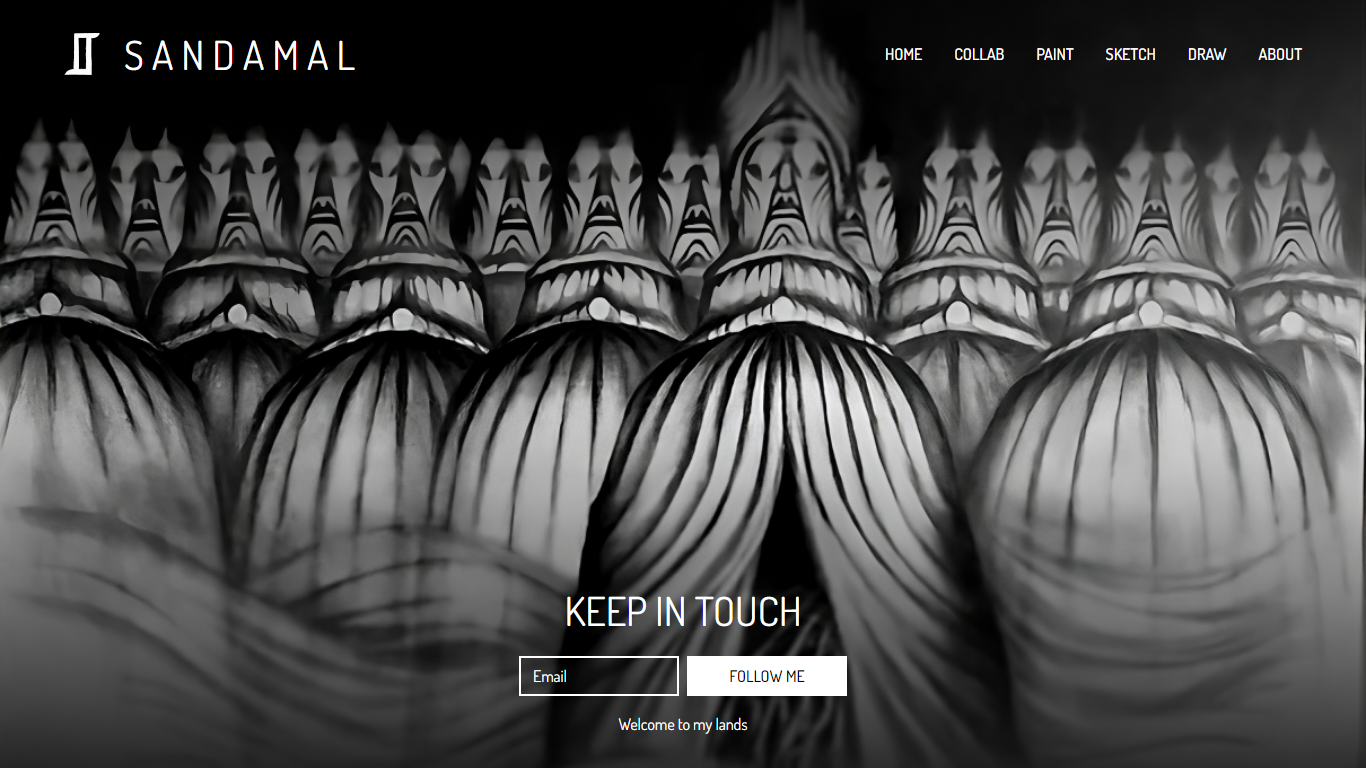 SANDAMAL
HOME COLLAB PAINT SKETCH DRAW ABOUT
KEEP IN TOUCH
Email FOLLOW ME
Welcome to my lands